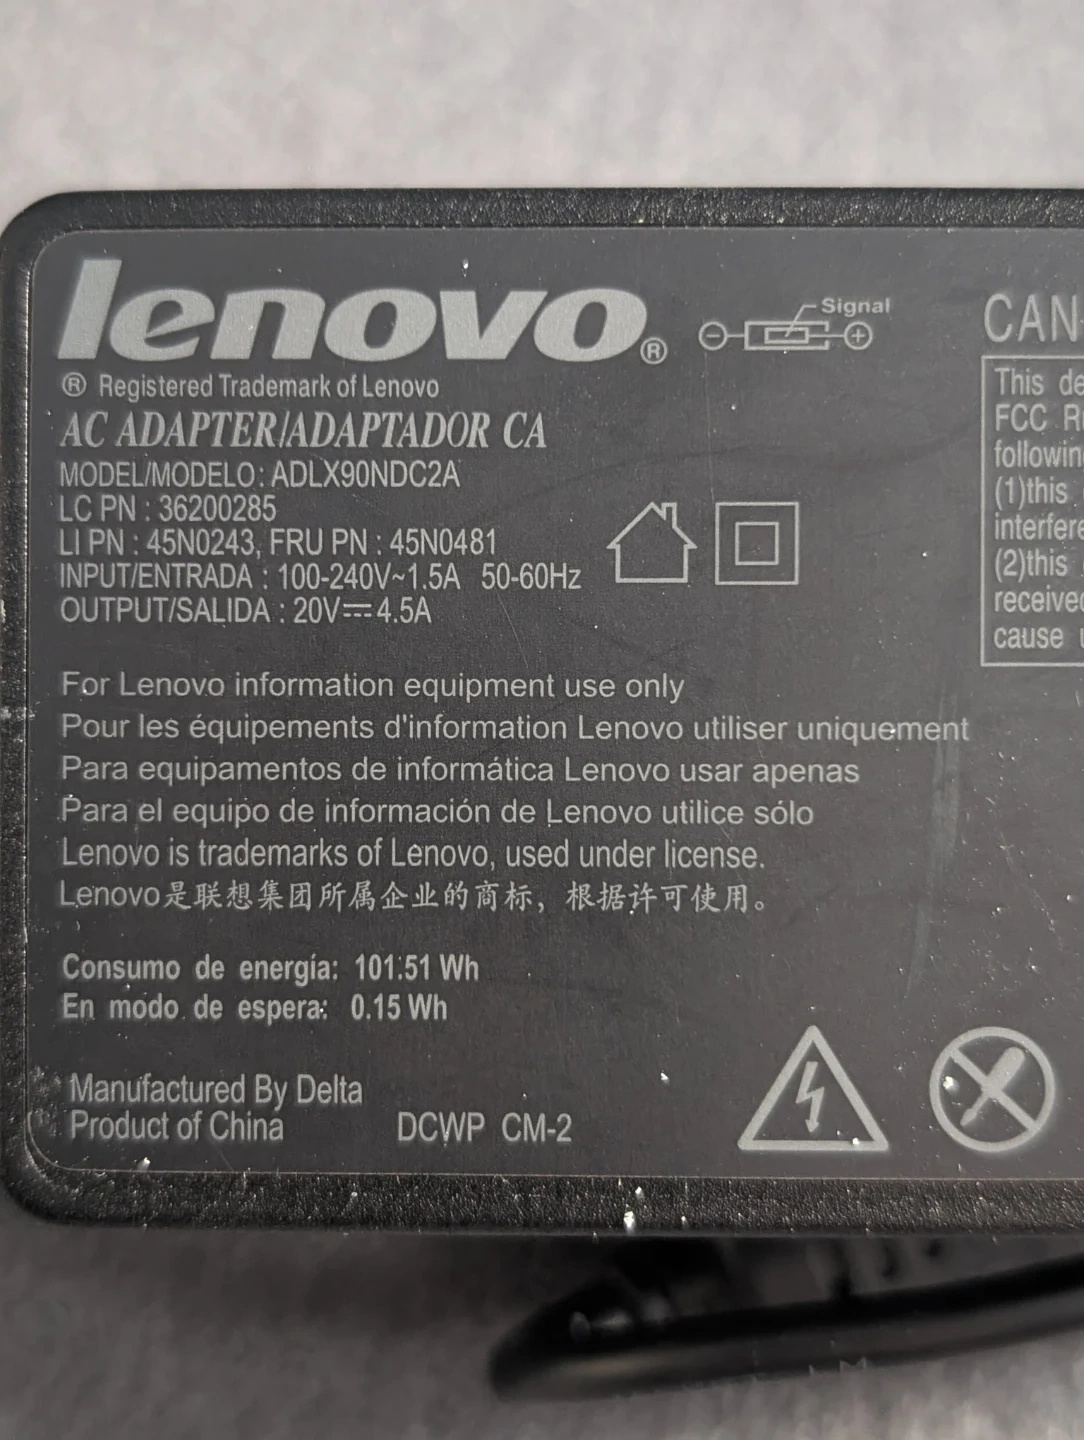 lenovo®
Signal
® Registered Trademark of Lenovo
AC ADAPTER/ADAPTADOR CA
MODEL/MODELO: ADLX90NDC2A
LC PN : 36200285
LI PN : 45N0243, FRU PN : 45N0481
INPUT/ENTRADA : 100-240V~1.5A 50-60Hz
OUTPUT/SALIDA : 20V⎓4.5A
For Lenovo information equipment use only
Pour les équipements d'information Lenovo utiliser uniquement
Para equipamentos de informática Lenovo usar apenas
Para el equipo de información de Lenovo utilice sólo
Lenovo is trademarks of Lenovo, used under license.
Lenovo是联想集团所属企业的商标，根据许可使用。
Consumo de energía: 101.51 Wh
En modo de espera: 0.15 Wh
Manufactured By Delta
Product of China
DCWP CM-2
CAN
This
FCC
(1)this
(2)this
cause